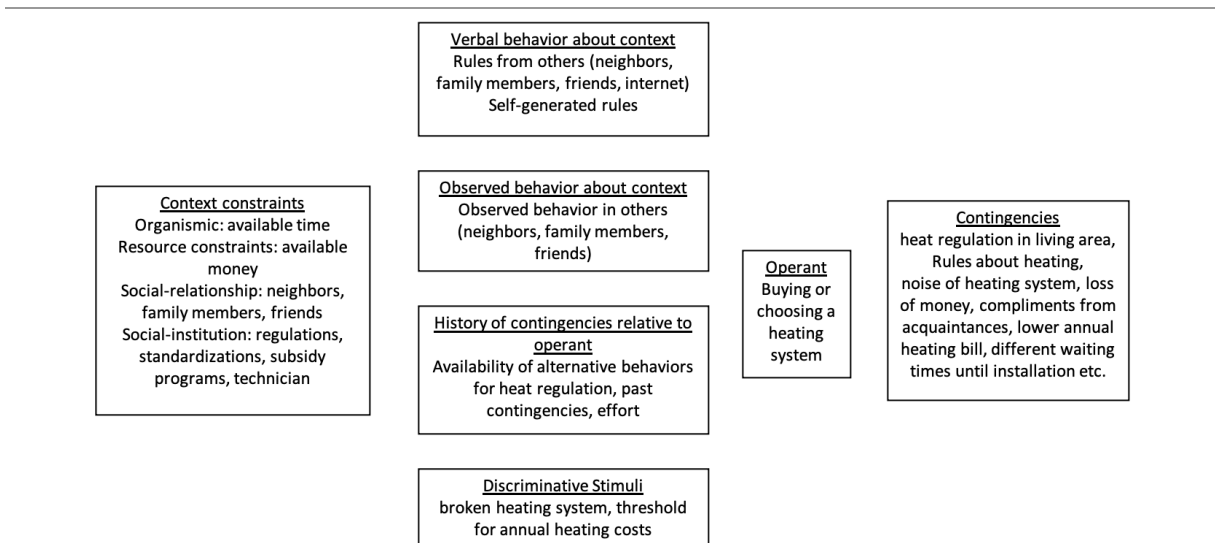 Verbal behavior about context
Rules from others (neighbors,
family members, friends, internet)
Self-generated rules
Context constraints
Organismic: available time
Resource constraints: available
money
Social-relationship: neighbors,
family members, friends
Social-institution: regulations,
standardizations, subsidy
programs, technician
Observed behavior about context
Observed behavior in others
(neighbors, family members,
friends)
History of contingencies relative to
operant
Availability of alternative behaviors
for heat regulation, past
contingencies, effort
Discriminative Stimuli
broken heating system, threshold
for annual heating costs
Operant
Buying or
choosing a
heating
system
Contingencies
heat regulation in living area,
Rules about heating,
noise of heating system, loss
of money, compliments from
acquaintances, lower annual
heating bill, different waiting
times until installation etc.